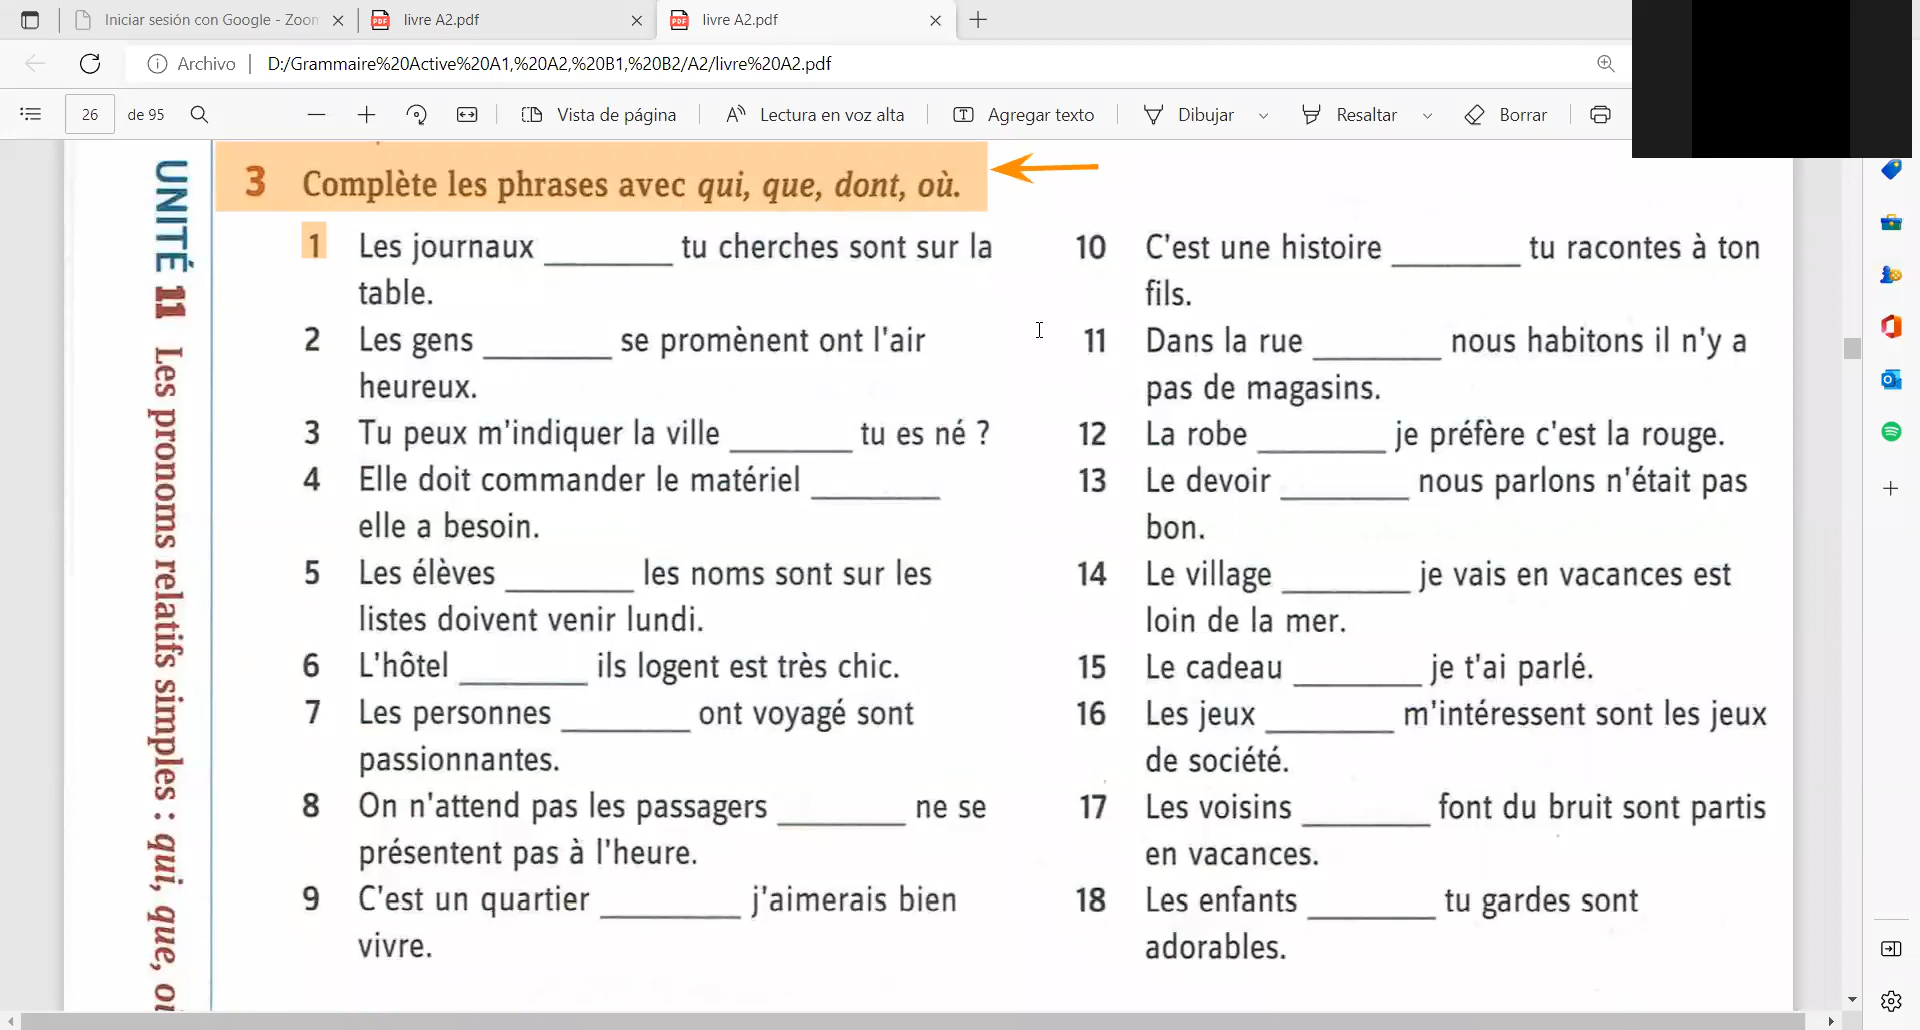 Iniciar sesión con Google - Zoom
livre A2.pdf
livre A2.pdf
Archivo
D:/Grammaire%20Active%20A1,%20A2,%20B1,%20B2/A2/livre%20A2.pdf
26 de 95
Vista de página
Lectura en voz alta
Agregar texto
Dibujar
Resaltar
Borrar
UNITÉ 11 Les pronoms relatifs simples : qui, que,
3 Complète les phrases avec qui, que, dont, où.
1 Les journaux ________ tu cherches sont sur la
table.
2 Les gens ________ se promènent ont l'air
heureux.
3 Tu peux m'indiquer la ville ________ tu es né ?
4 Elle doit commander le matériel ________
elle a besoin.
5 Les élèves ________ les noms sont sur les
listes doivent venir lundi.
6 L'hôtel ________ ils logent est très chic.
7 Les personnes ________ ont voyagé sont
passionnantes.
8 On n'attend pas les passagers ________ ne se
présentent pas à l'heure.
9 C'est un quartier ________ j'aimerais bien
vivre.
10 C'est une histoire ________ tu racontes à ton
fils.
11 Dans la rue ________ nous habitons il n'y a
pas de magasins.
12 La robe ________ je préfère c'est la rouge.
13 Le devoir ________ nous parlons n'était pas
bon.
14 Le village ________ je vais en vacances est
loin de la mer.
15 Le cadeau ________ je t'ai parlé.
16 Les jeux ________ m'intéressent sont les jeux
de société.
17 Les voisins ________ font du bruit sont partis
en vacances.
18 Les enfants ________ tu gardes sont
adorables.